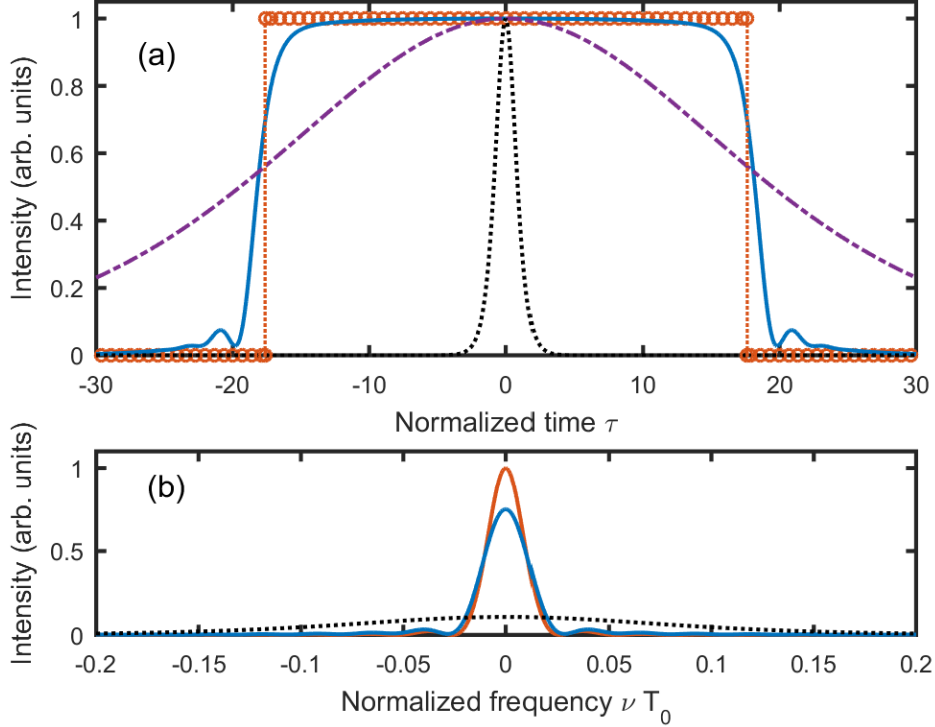 (a)
Intensity (arb. units)
1
0.8
0.6
0.4
0.2
0
-30 -20 -10 0 10 20 30
Normalized time τ
(b)
Intensity (arb. units)
1
0.5
0
-0.2 -0.15 -0.1 -0.05 0 0.05 0.1 0.15 0.2
Normalized frequency ν T₀